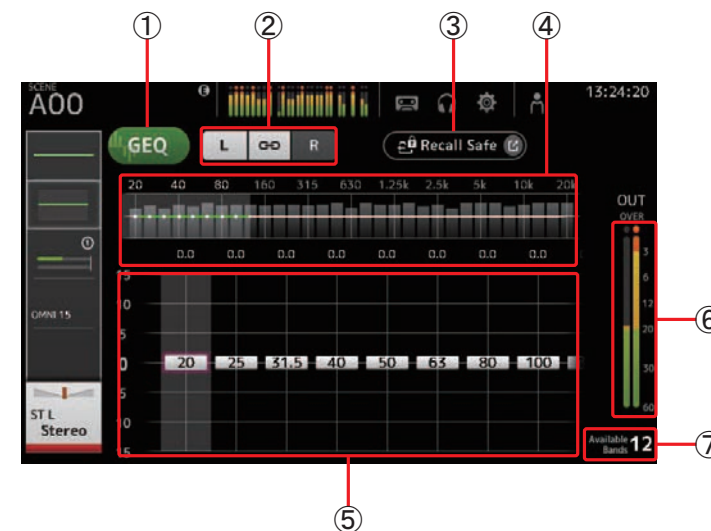 ① ② ③ ④
SCENE
A00
E
13:24:20
GEQ
L
R
Recall Safe
20 40 80 160 315 630 1.25k 2.5k 5k 10k 20k
0.0 0.0 0.0 0.0 0.0 0.0 0.0 0.0
OUT
OVER
3
6
12
20
30
60
⑥
OMNI 15
15
10
5
0
5
10
15
20 25 31.5 40 50 63 80 100
ST L
Stereo
Available
Bands 12
⑦
⑤